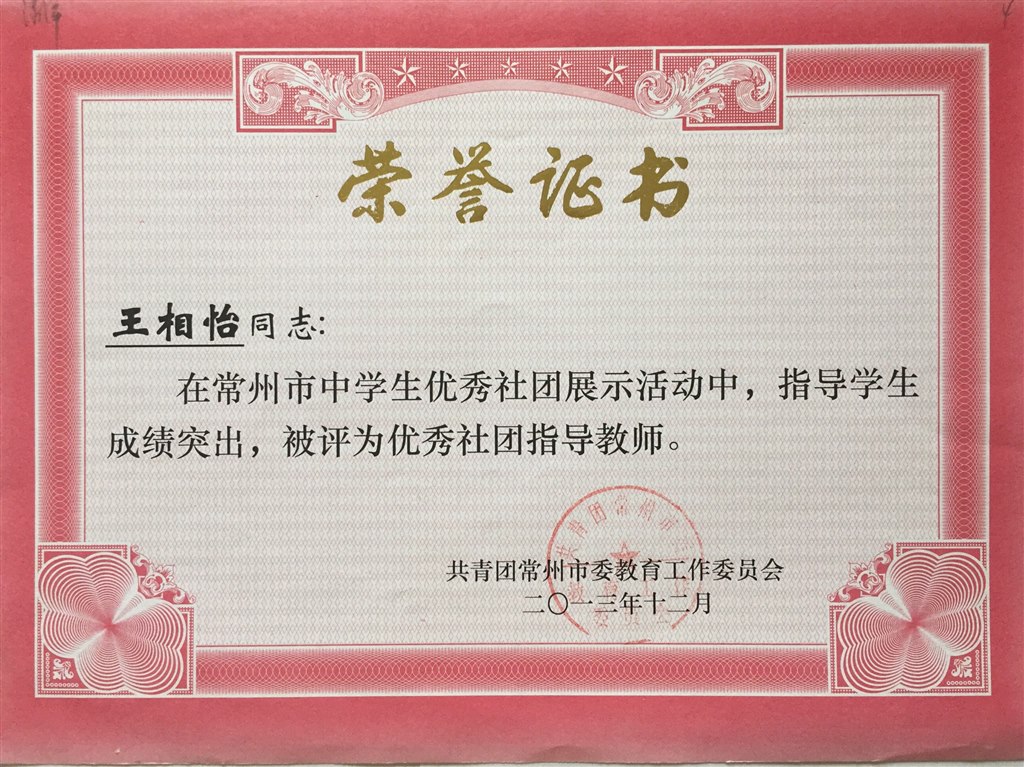 荣誉证书
王相怡同志:
在常州市中学生优秀社团展示活动中，指导学生
成绩突出，被评为优秀社团指导教师。
共青团常州市委教育工作委员会
二〇一三年十二月